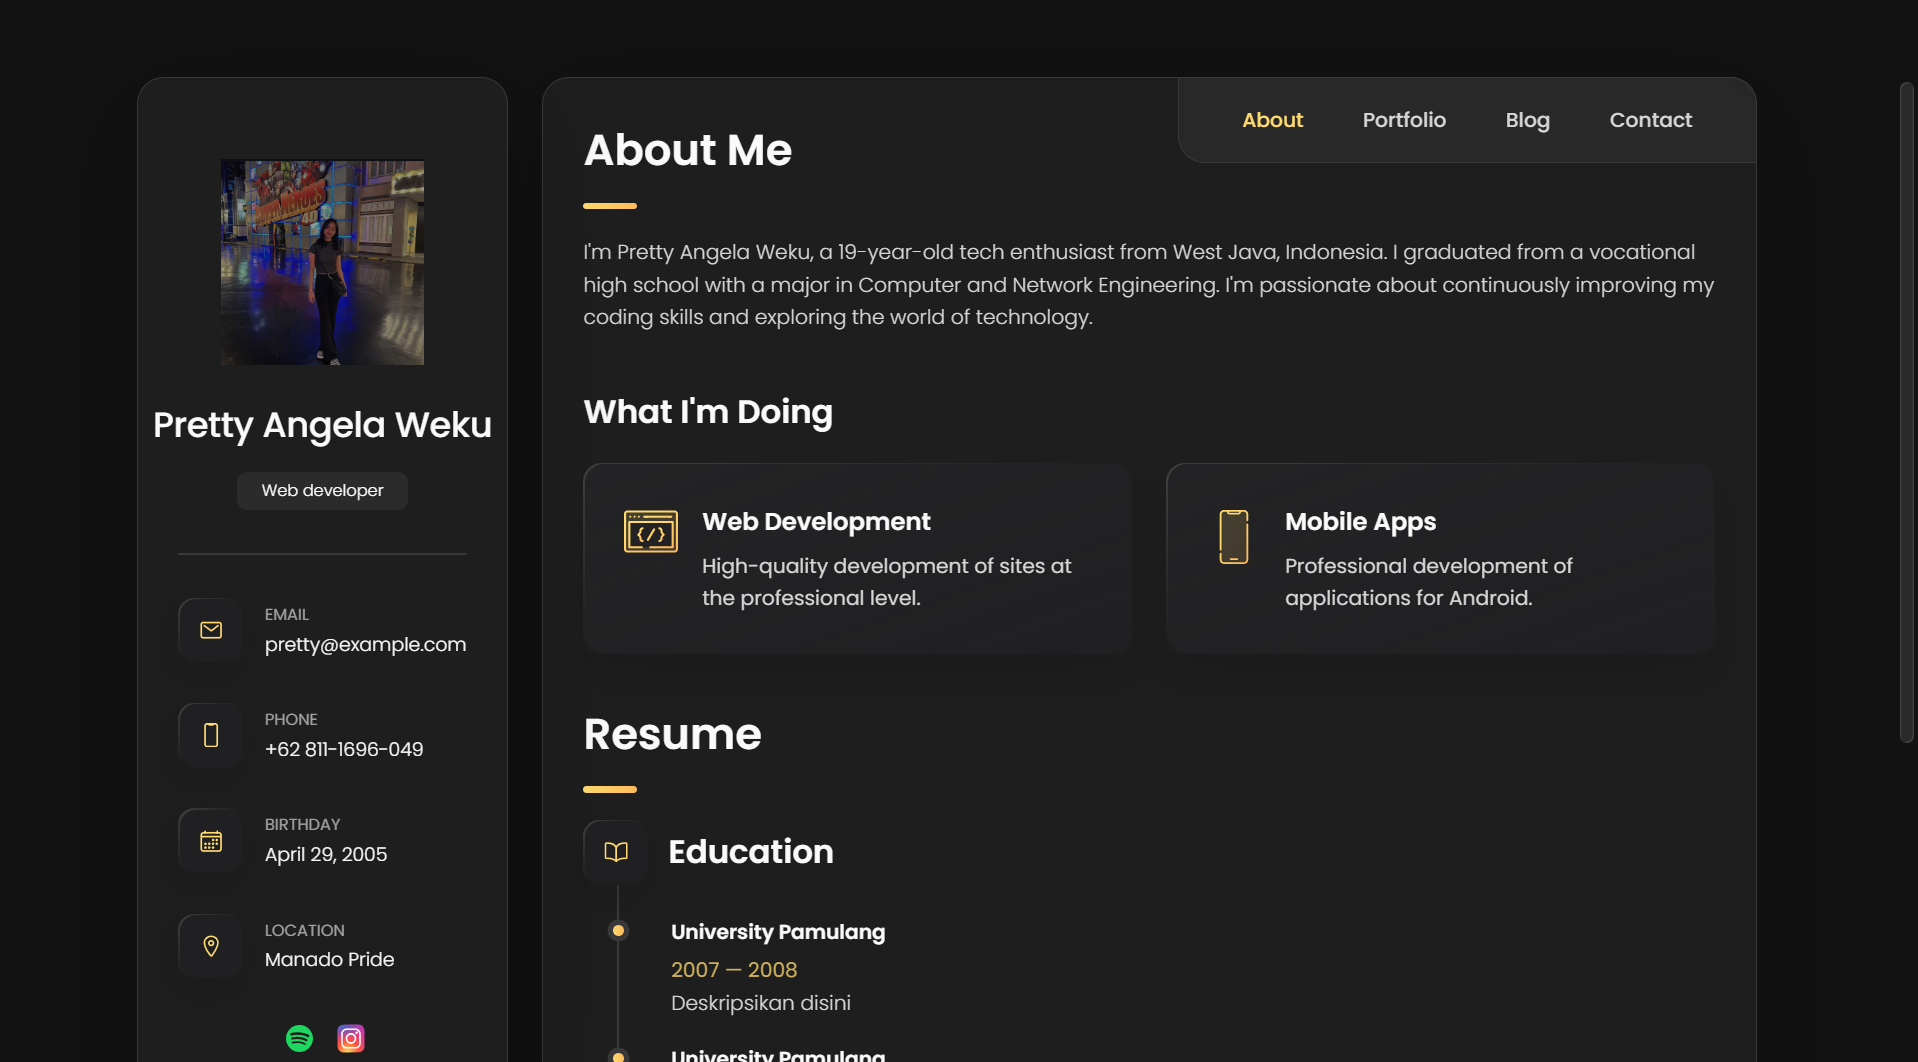 SUPERHEROES
4D
Pretty Angela Weku
Web developer
EMAIL
pretty@example.com
PHONE
+62 811-1696-049
BIRTHDAY
April 29, 2005
LOCATION
Manado Pride
About
Portfolio
Blog
Contact
About Me
I'm Pretty Angela Weku, a 19-year-old tech enthusiast from West Java, Indonesia. I graduated from a vocational
high school with a major in Computer and Network Engineering. I'm passionate about continuously improving my
coding skills and exploring the world of technology.
What I'm Doing
Web Development
High-quality development of sites at
the professional level.
Mobile Apps
Professional development of
applications for Android.
Resume
Education
University Pamulang
2007 — 2008
Deskripsikan disini
University Pamulang